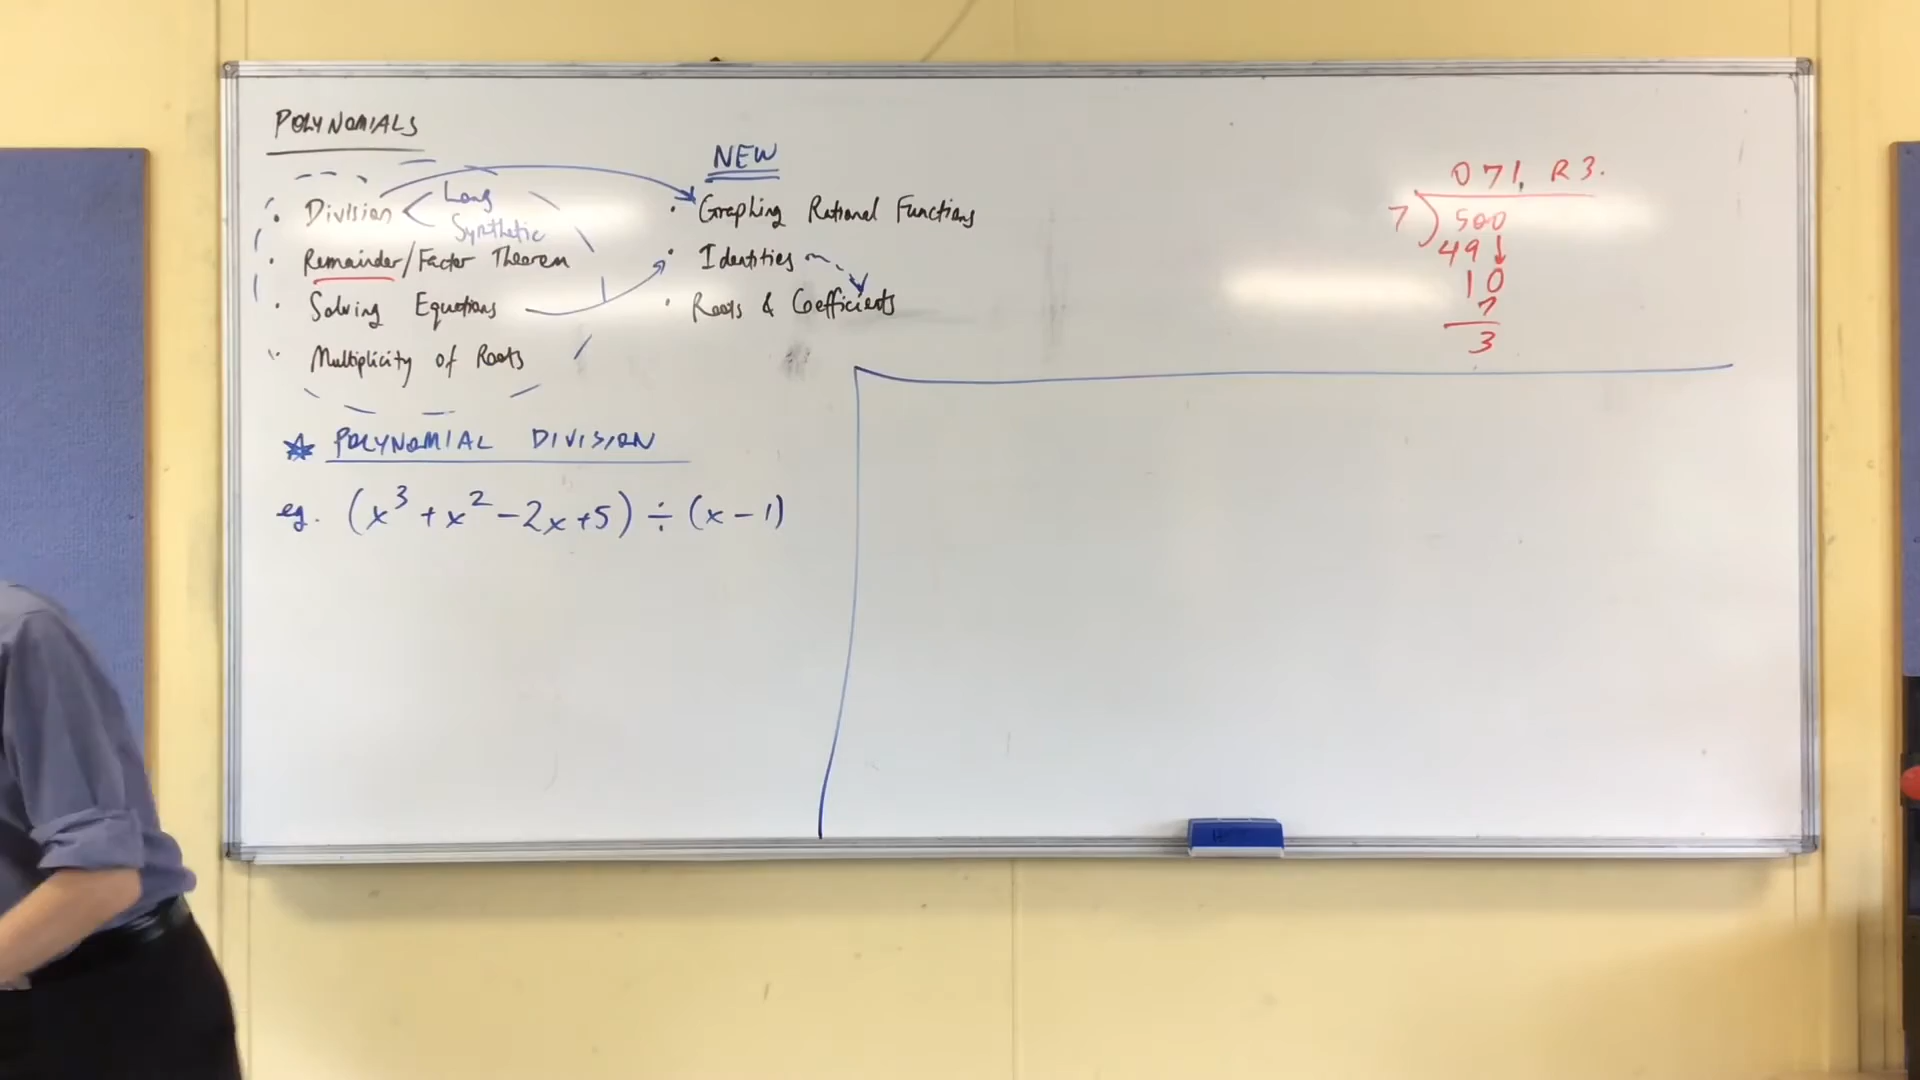 POLYNOMIALS
· Division < Long
Synthetic
· Remainder/Factor Theorem
· Solving Equations
· Multiplicity of Roots
NEW
· Graphing Rational Functions
· Identities
· Roots & Coefficients
071, R3.
7)500
49
10
7
3
* POLYNOMIAL DIVISION
eg. (x³ + x² - 2x + 5) ÷ (x - 1)